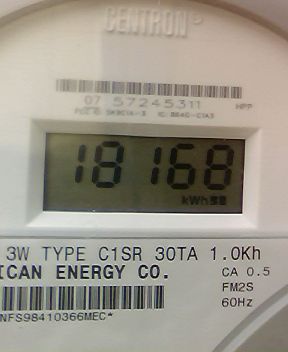 CENTRON
07 57245311 HPP
18168
kWh
3W TYPE C1SR 30TA 1.0Kh
ICAN ENERGY CO. CA 0.5
FM2S
60Hz
NFS98410366MEC*